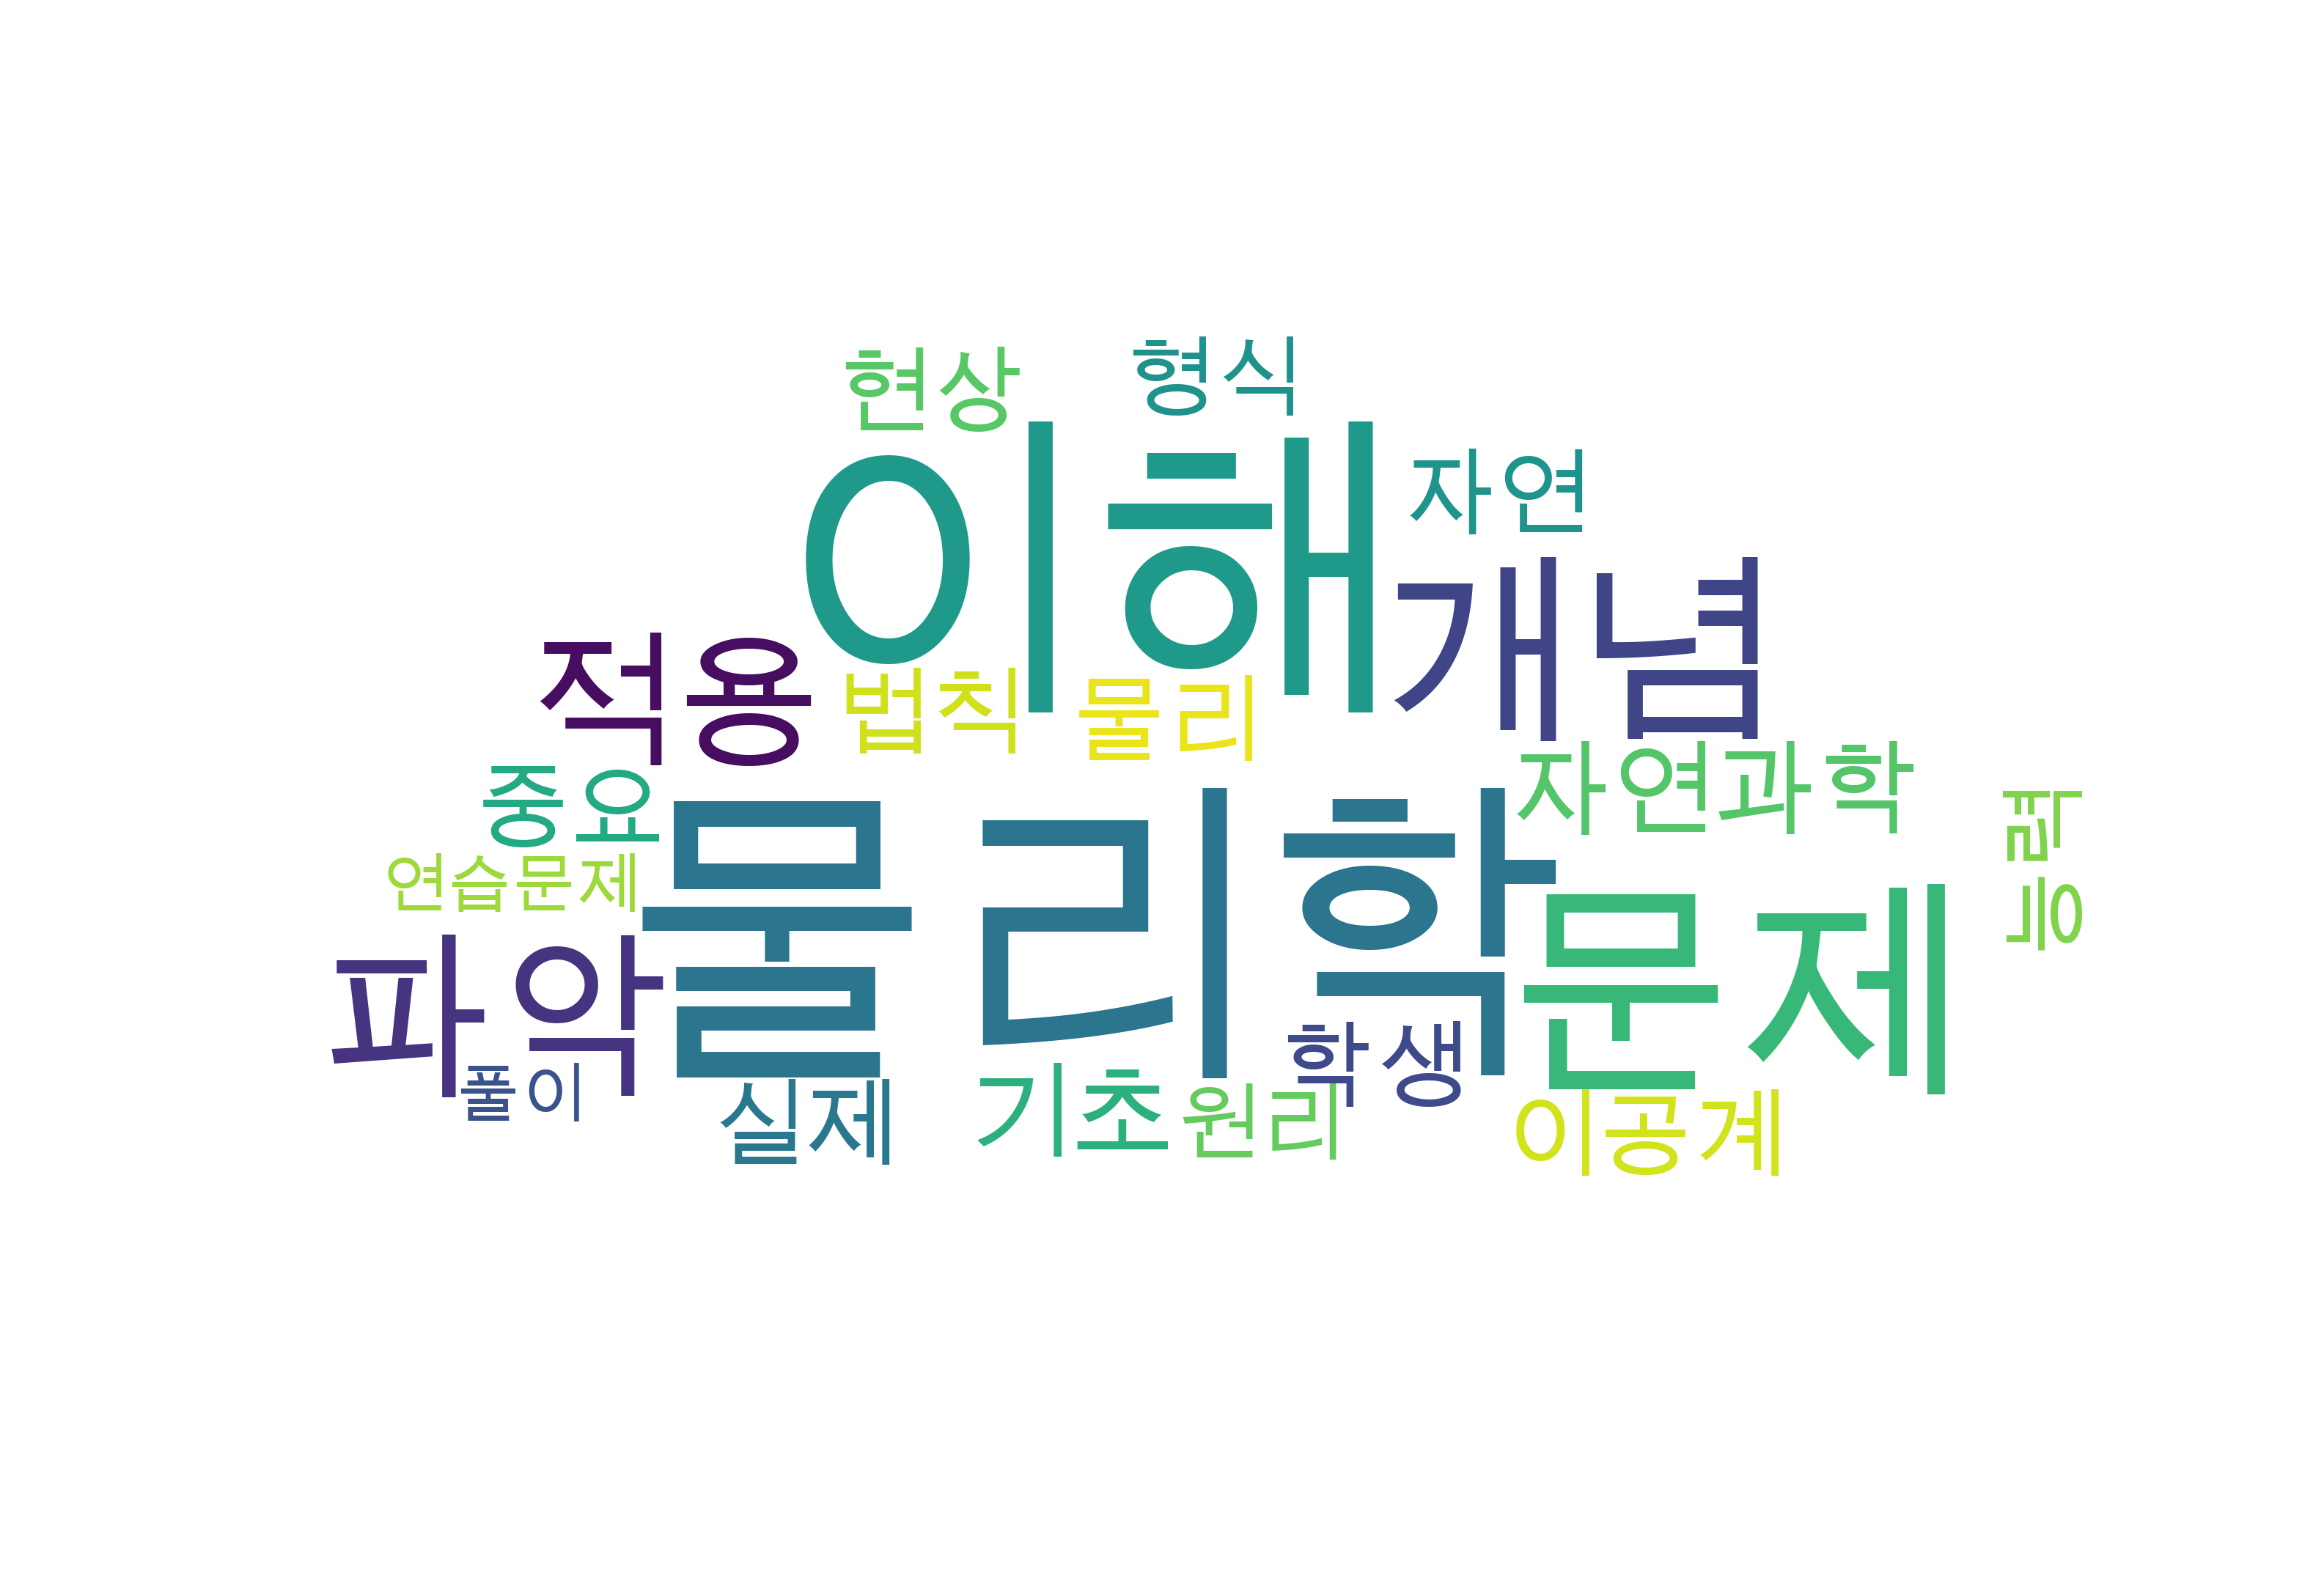 현상
형식
이해
자연
개념
적용
법칙
물리
자연과학
중요
능력
연습문제
물리학
문제
파악
풀이
실제
기초
원리
학생
이공계